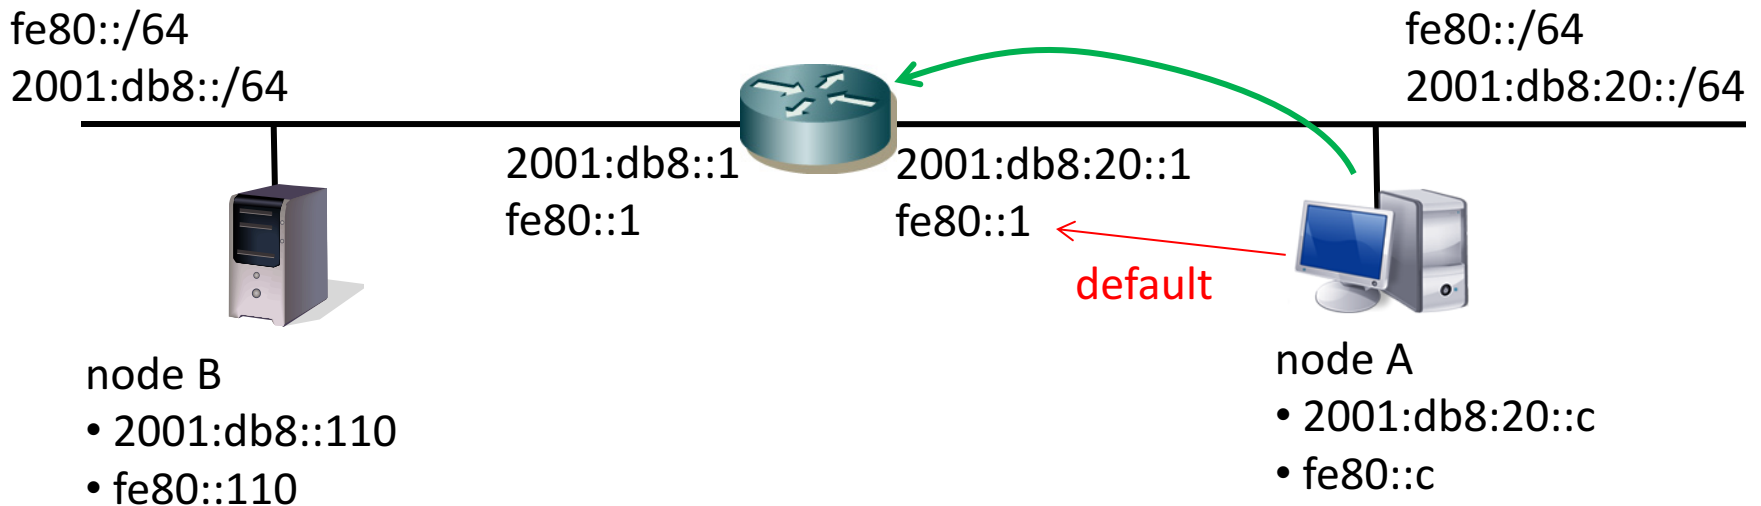 fe80::/64
2001:db8::/64
fe80::/64
2001:db8:20::/64
2001:db8::1
fe80::1
2001:db8:20::1
fe80::1
default
node B
• 2001:db8::110
• fe80::110
node A
• 2001:db8:20::c
• fe80::c